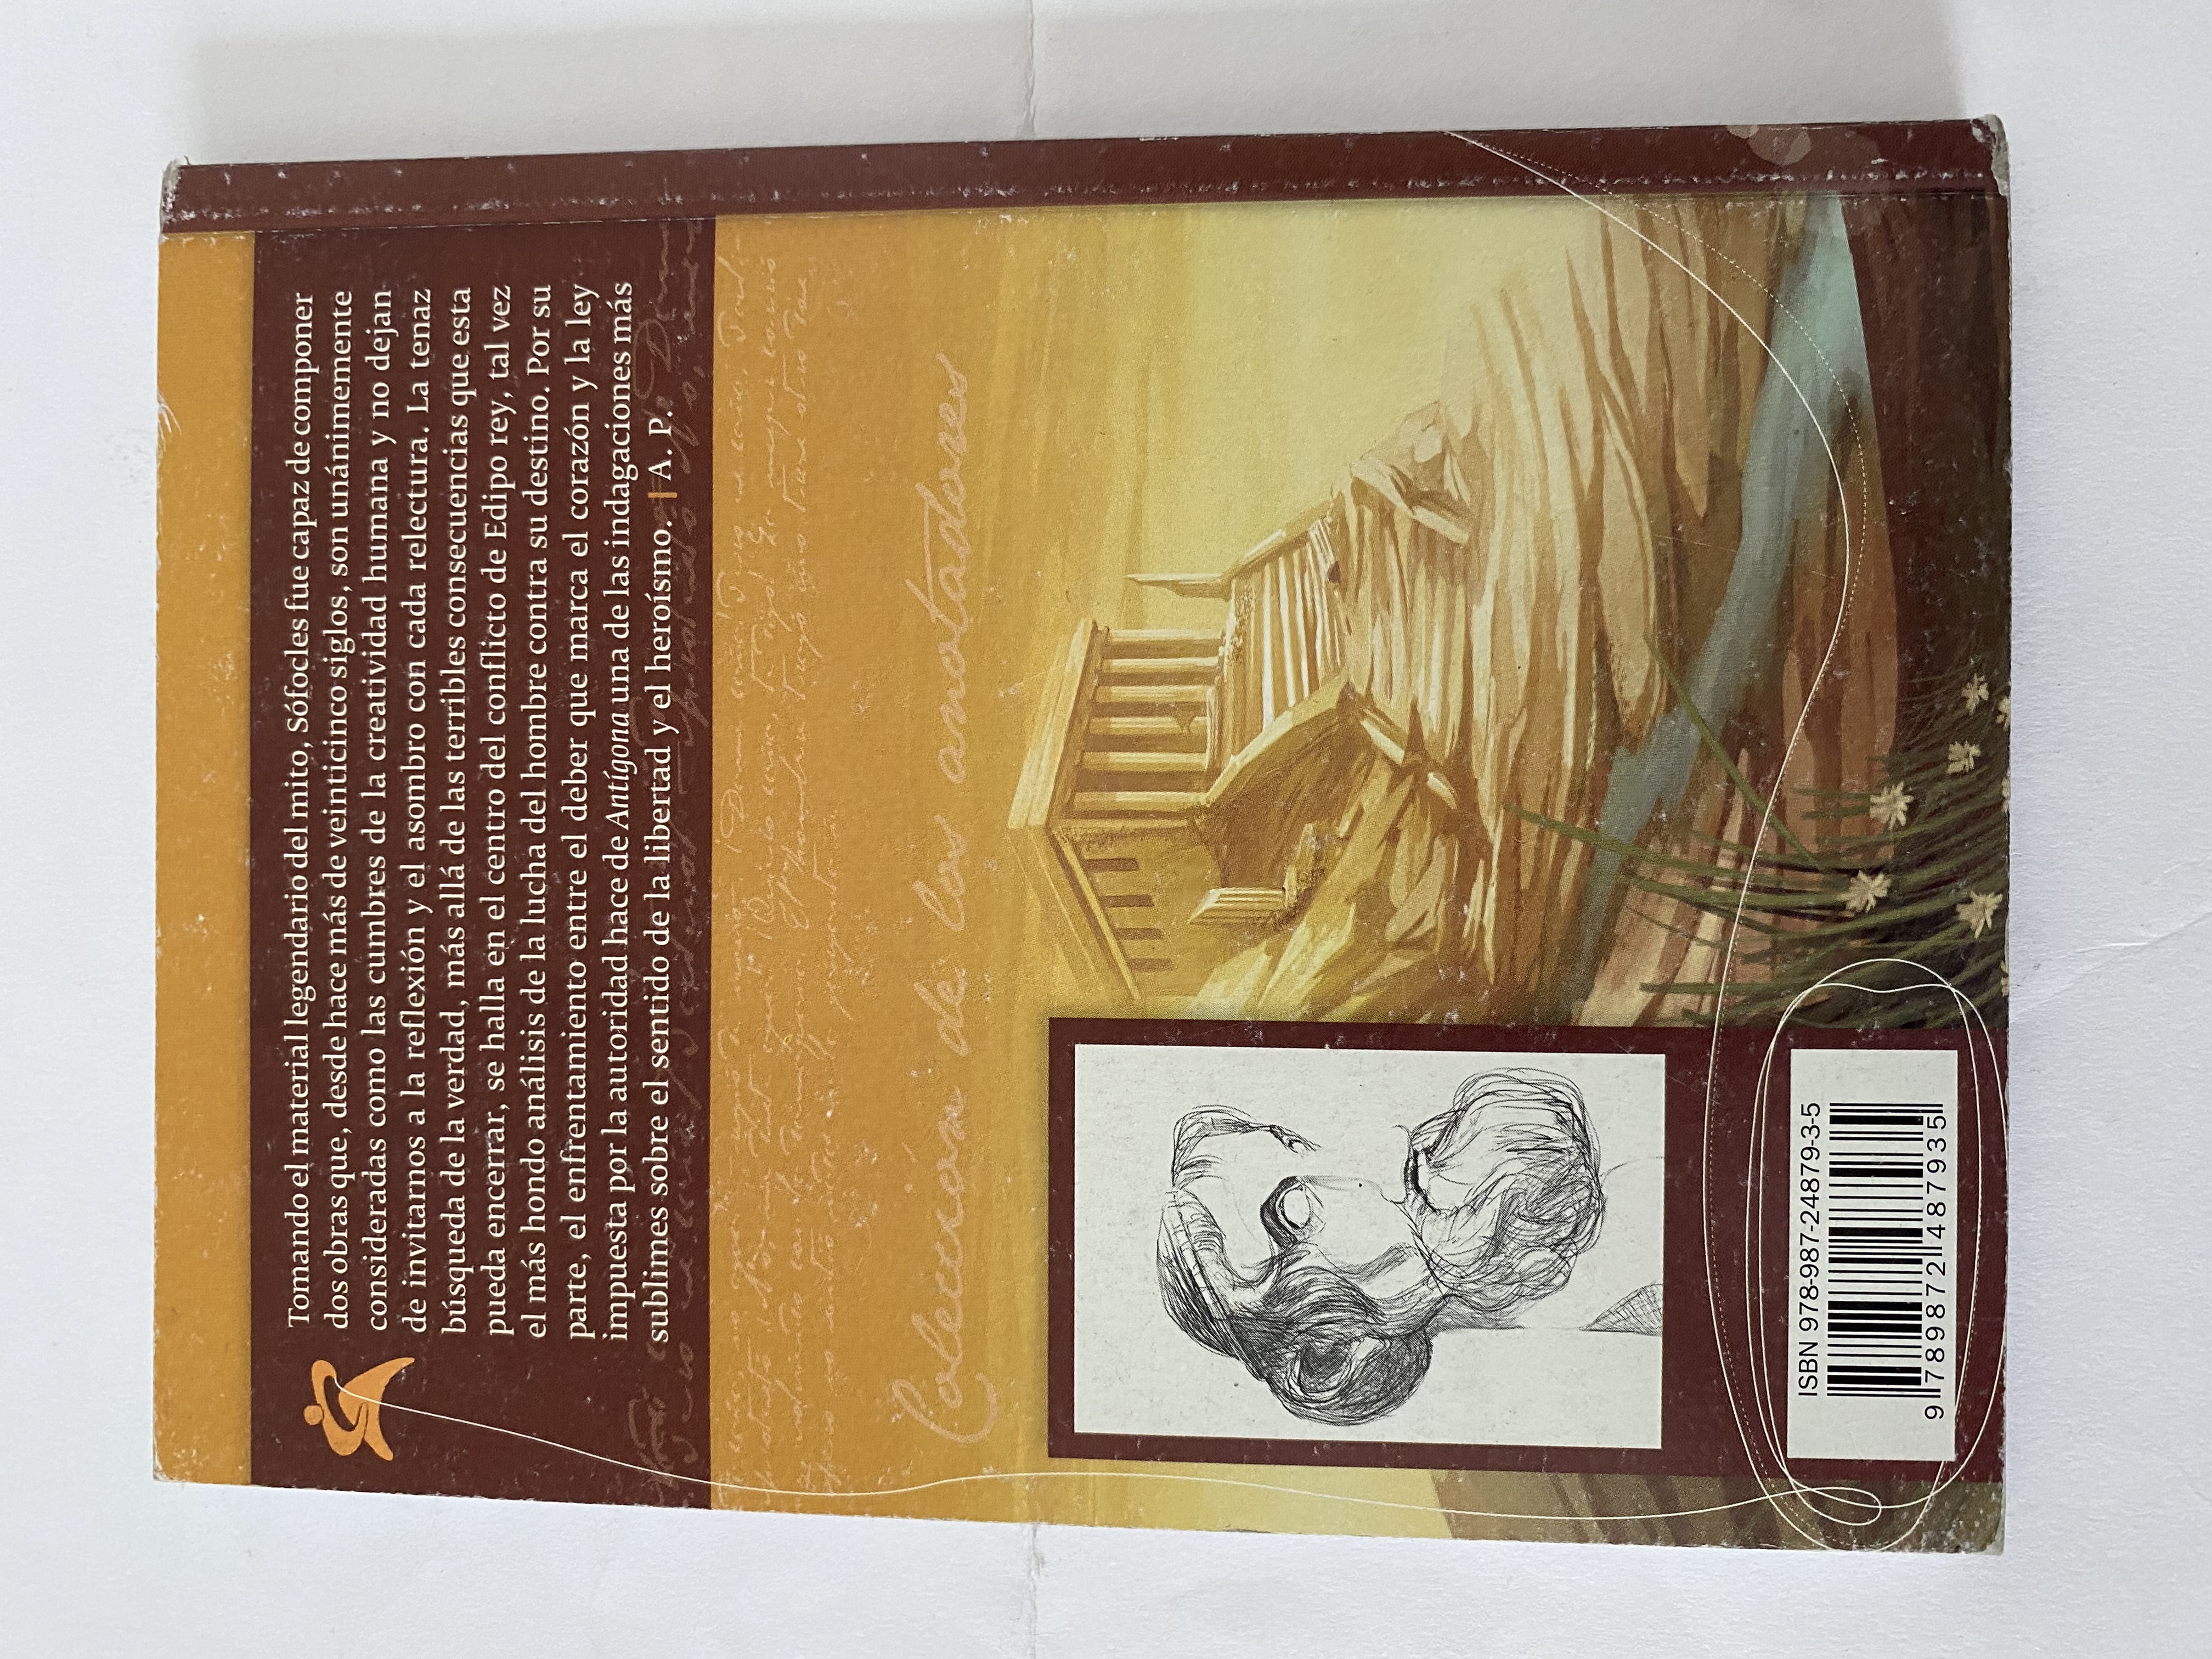 Tomando el material legendario del mito, Sófocles fue capaz de componer
dos obras que, desde hace más de veinticinco siglos, son unánimemente
consideradas como las cumbres de la creatividad humana y no dejan
de invitarnos a la reflexión y el asombro con cada relectura. La tenaz
búsqueda de la verdad, más allá de las terribles consecuencias que esta
pueda encerrar, se halla en el centro del conflicto de Edipo rey, tal vez
el más hondo análisis de la lucha del hombre contra su destino. Por su
parte, el enfrentamiento entre el deber que marca el corazón y la ley
impuesta por la autoridad hace de Antígona una de las indagaciones más
sublimes sobre el sentido de la libertad y el heroísmo. | A. P.
Colección de los anotadores
ISBN 978-987-24879-3-5
9 789872 487935